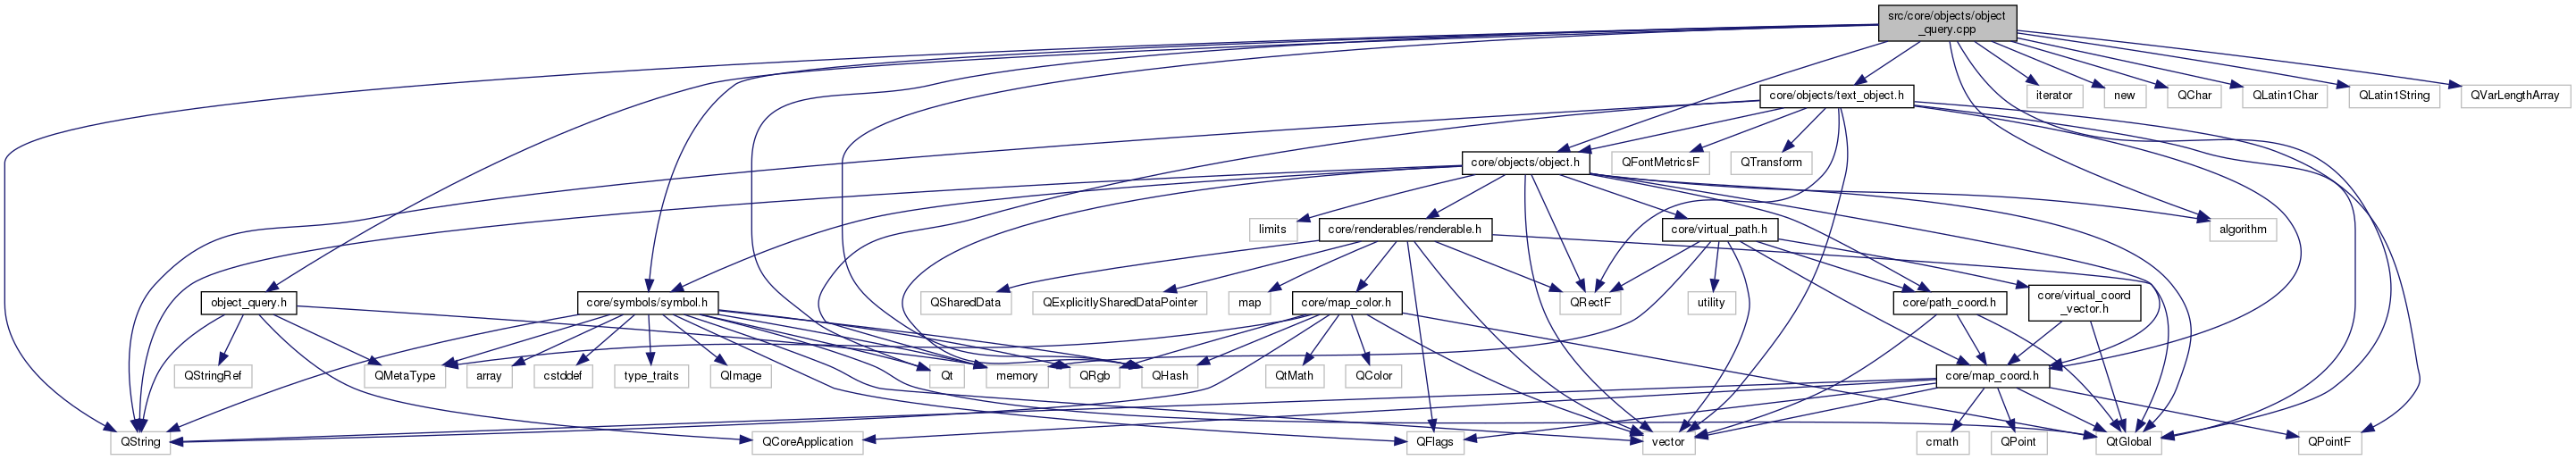 src/core/objects/object
_query.cpp
core/objects/text_object.h
iterator
new
QChar
QLatin1Char
QLatin1String
QVarLengthArray
core/objects/object.h
QFontMetricsF
QTransform
limits
core/renderables/renderable.h
core/virtual_path.h
algorithm
object_query.h
core/symbols/symbol.h
QSharedData
QExplicitlySharedDataPointer
map
core/map_color.h
QRectF
utility
core/path_coord.h
core/virtual_coord
_vector.h
QStringRef
QMetaType
array
cstddef
type_traits
QImage
Qt
memory
QRgb
QHash
QtMath
QColor
core/map_coord.h
QString
QCoreApplication
QFlags
vector
cmath
QPoint
QtGlobal
QPointF